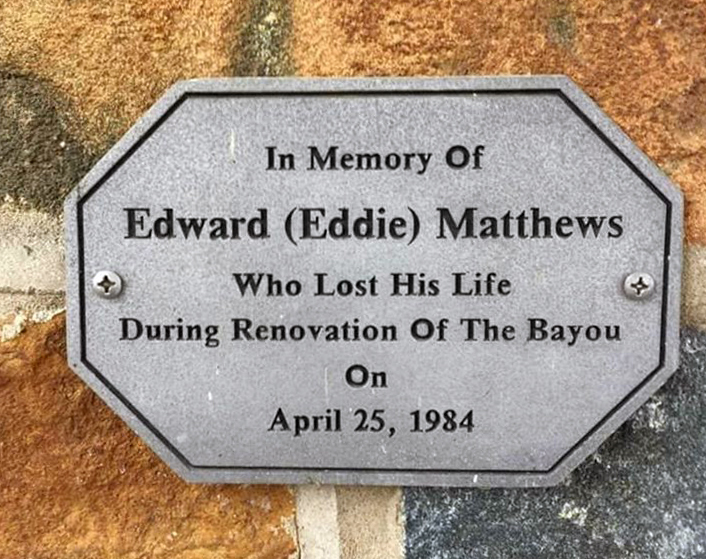 In Memory Of
Edward (Eddie) Matthews
Who Lost His Life
During Renovation Of The Bayou
On
April 25, 1984